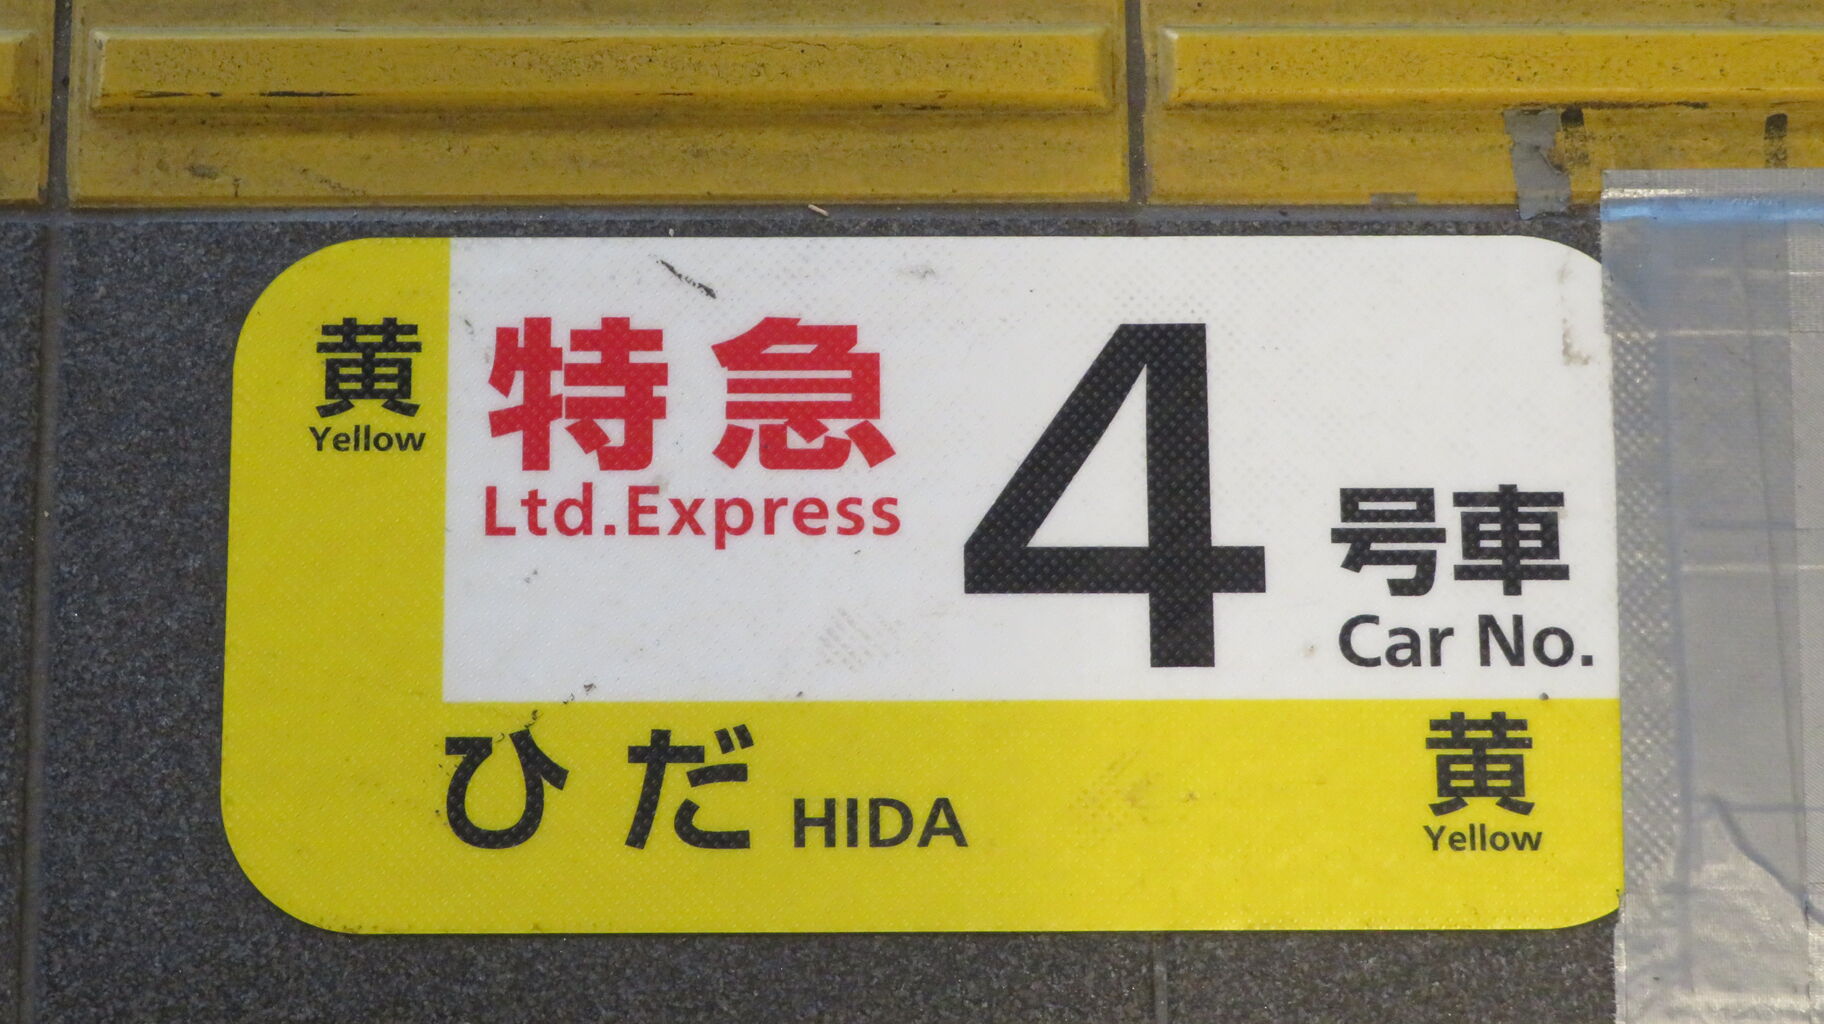 黄
Yellow
特急
Ltd.Express
4
号車
Car No.
ひだ HIDA
黄
Yellow